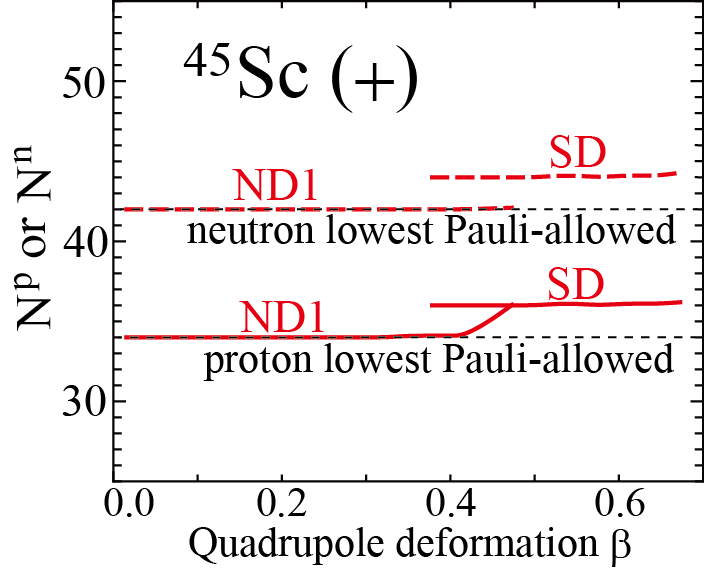 ⁴⁵Sc (+)
50
SD
ND1
neutron lowest Pauli-allowed
40
SD
ND1
proton lowest Pauli-allowed
30
Nᵖ or Nⁿ
0.0 0.2 0.4 0.6
Quadrupole deformation β